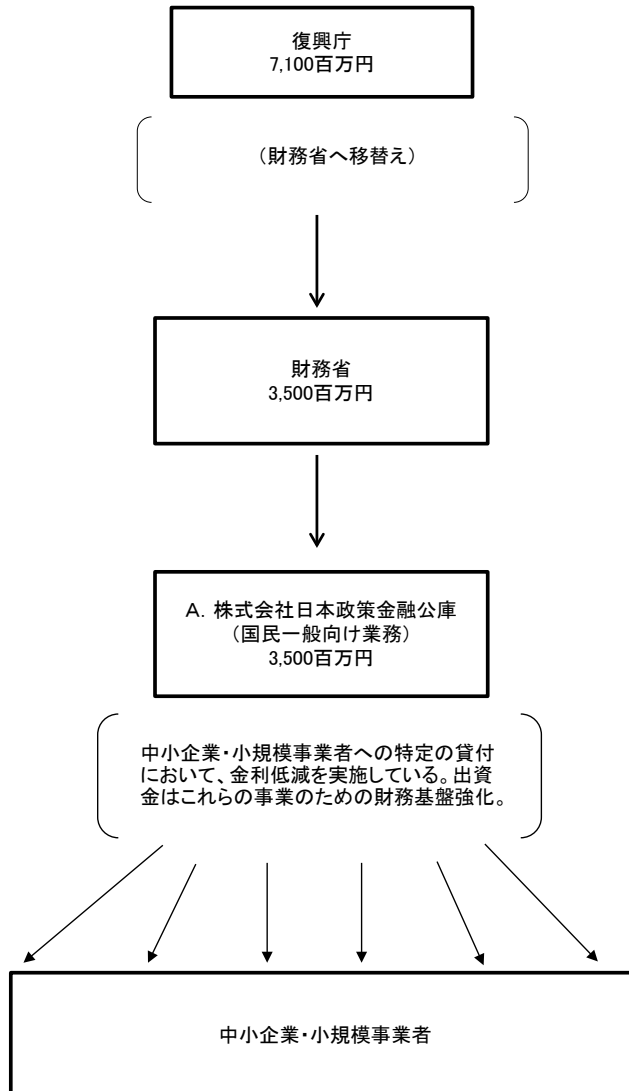 復興庁
7,100百万円
(財務省へ移替え)
財務省
3,500百万円
A. 株式会社日本政策金融公庫
(国民一般向け業務)
3,500百万円
中小企業・小規模事業者への特定の貸付
において、金利低減を実施している。出資
金はこれらの事業のための財務基盤強化。
中小企業・小規模事業者